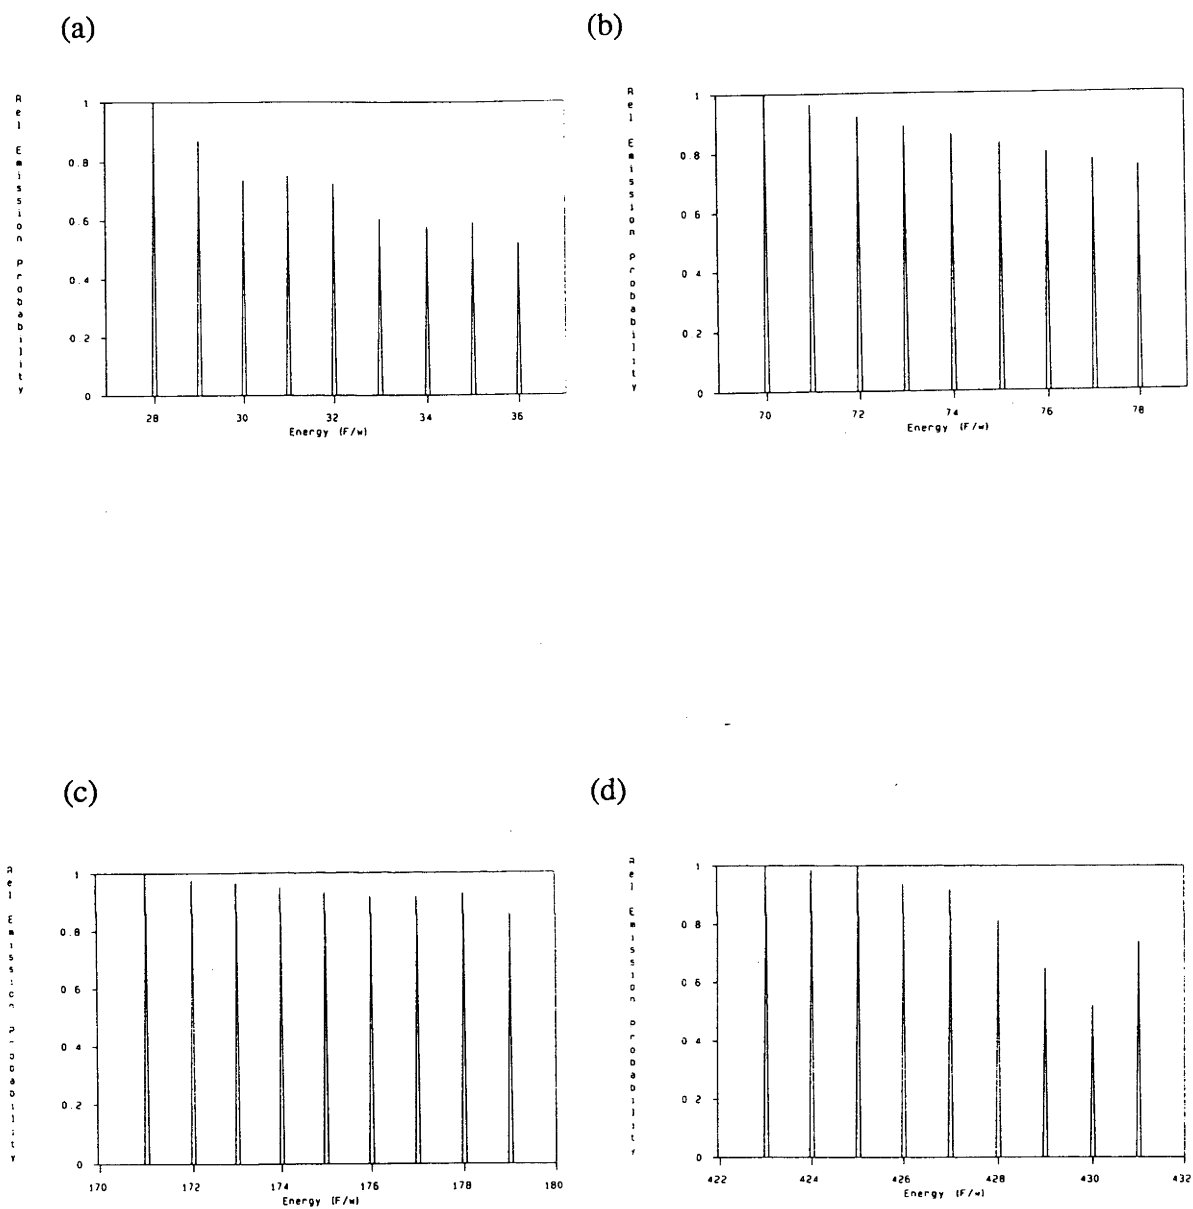 (a)
Rel Emission Probability
1
0.8
0.6
0.4
0.2
0
28 30 32 34 36
Energy (F/w)
(b)
Rel Emission Probability
1
0.8
0.6
0.4
0.2
0
70 72 74 76 78
Energy (F/w)
(c)
Rel Emission Probability
1
0.8
0.6
0.4
0.2
0
170 172 174 176 178 180
Energy (F/w)
(d)
Rel Emission Probability
1
0.8
0.6
0.4
0.2
0
422 424 426 428 430 432
Energy (F/w)